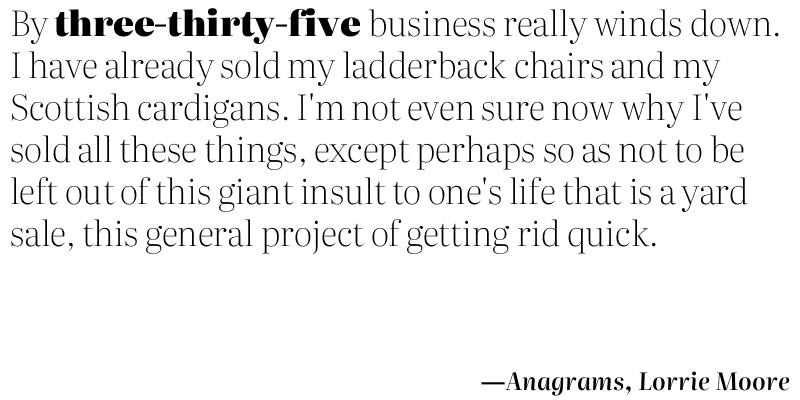 By three-thirty-five business really winds down.
I have already sold my ladderback chairs and my
Scottish cardigans. I'm not even sure now why I've
sold all these things, except perhaps so as not to be
left out of this giant insult to one's life that is a yard
sale, this general project of getting rid quick.
—Anagrams, Lorrie Moore